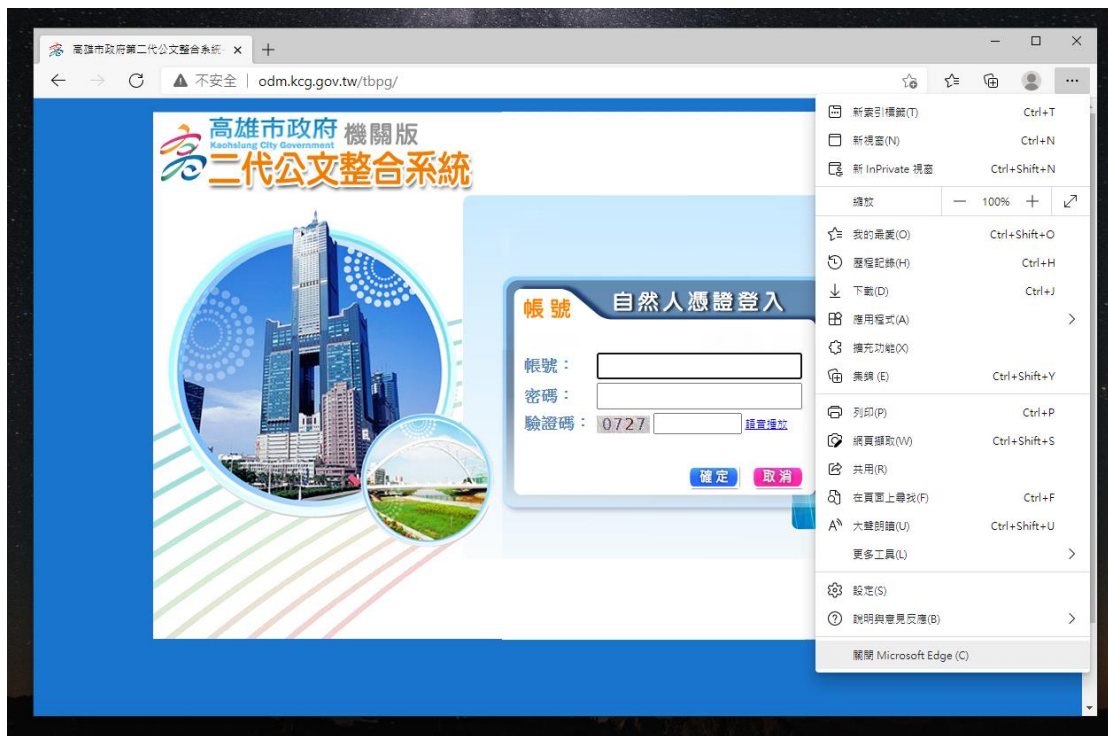 高雄市政府第二代公文整合系統
不安全 | odm.kcg.gov.tw/tbpg/
高雄市政府 機關版
Kaohsiung City Government
二代公文整合系統
帳號 自然人憑證登入
帳號：
密碼：
驗證碼： 0727 語音播放
確定 取消
新索引標籤(T) Ctrl+T
新視窗(N) Ctrl+N
新 InPrivate 視窗 Ctrl+Shift+N
縮放 — 100% +
我的最愛(O) Ctrl+Shift+O
歷程記錄(H) Ctrl+H
下載(D) Ctrl+J
應用程式(A)
擴充功能(X)
集錦 (E) Ctrl+Shift+Y
列印(P) Ctrl+P
網頁擷取(W) Ctrl+Shift+S
共用(R)
在頁面上尋找(F) Ctrl+F
大聲朗讀(U) Ctrl+Shift+U
更多工具(L)
設定(S)
說明與意見反應(B)
關閉 Microsoft Edge (C)